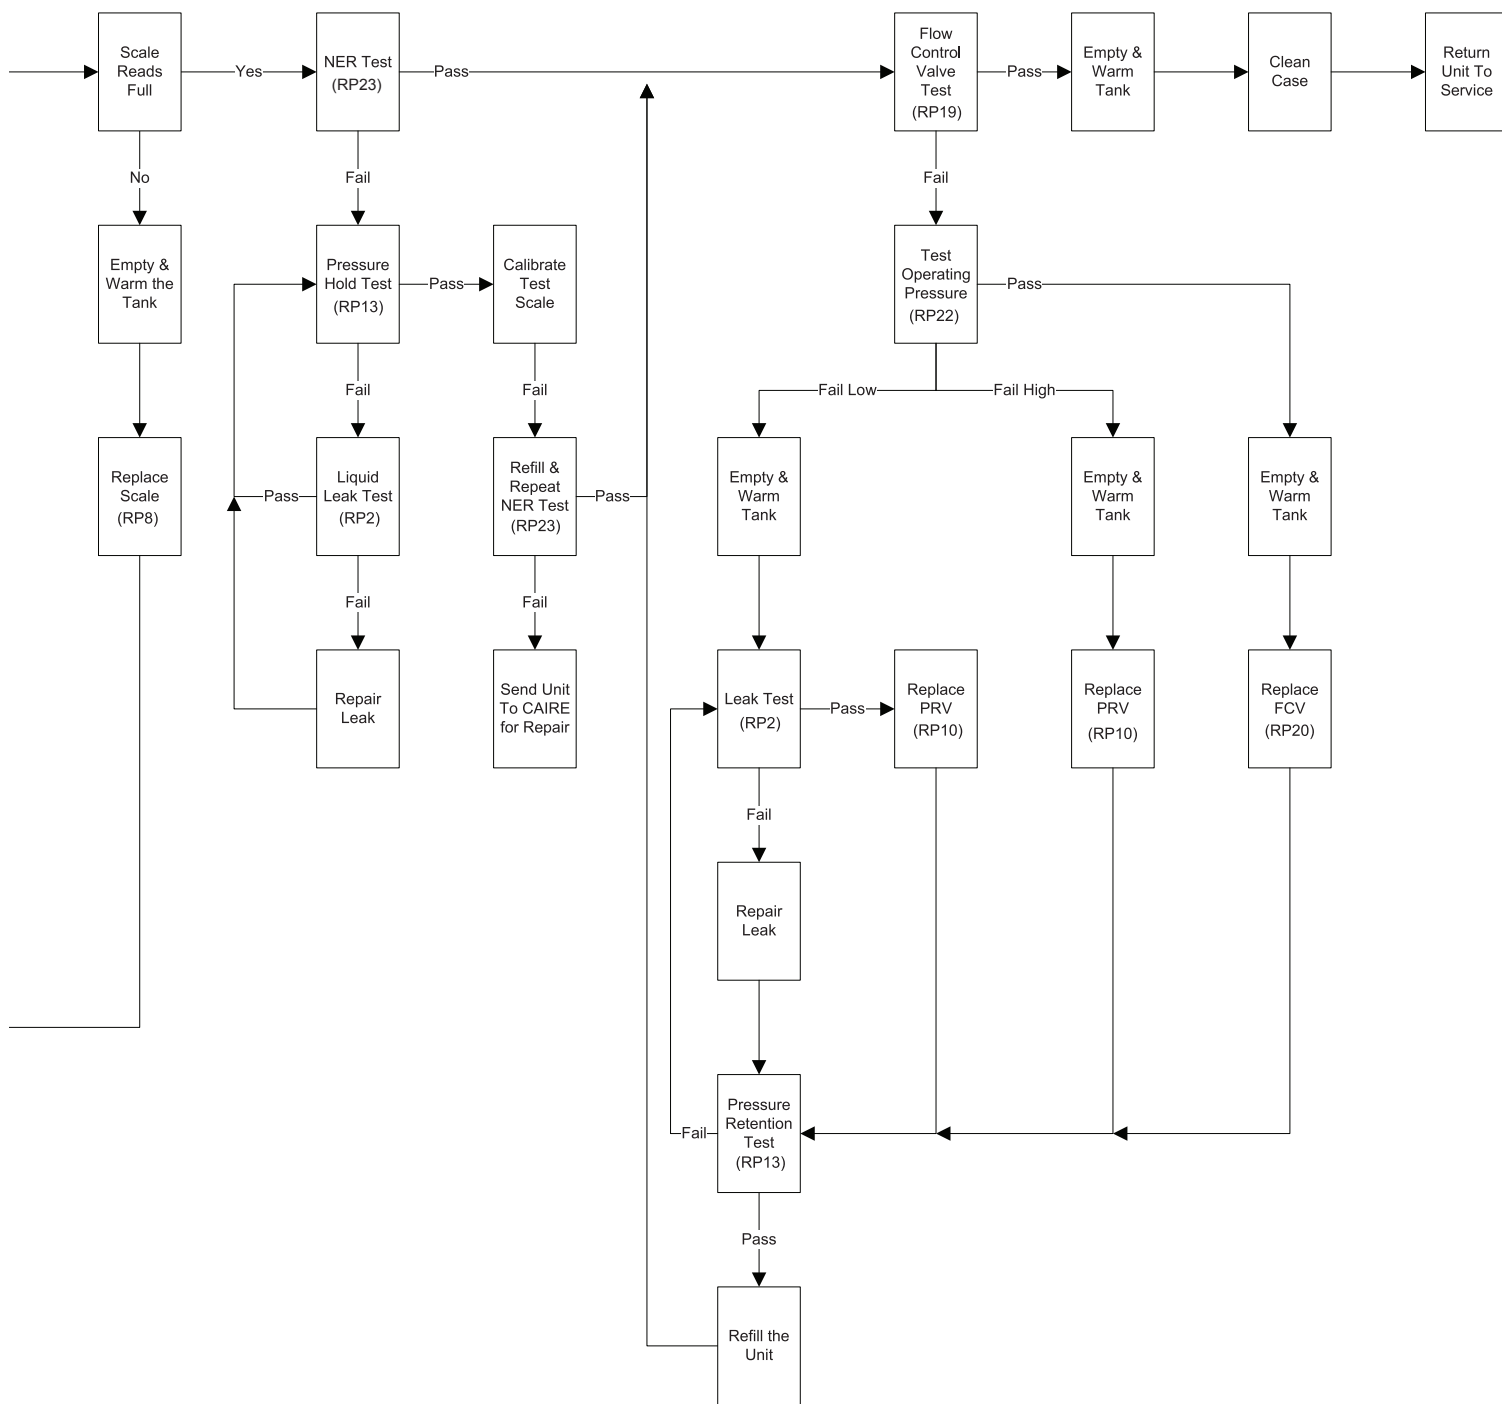 Scale
Reads
Full
Yes
NER Test
(RP23)
Pass
Flow
Control
Valve
Test
(RP19)
Pass
Empty &
Warm
Tank
Clean
Case
Return
Unit To
Service
No
Fail
Fail
Empty &
Warm the
Tank
Pressure
Hold Test
(RP13)
Pass
Calibrate
Test
Scale
Test
Operating
Pressure
(RP22)
Pass
Fail
Fail
Fail Low
Fail High
Replace
Scale
(RP8)
Pass
Liquid
Leak Test
(RP2)
Refill &
Repeat
NER Test
(RP23)
Pass
Empty &
Warm
Tank
Empty &
Warm
Tank
Empty &
Warm
Tank
Fail
Fail
Repair
Leak
Send Unit
To CAIRE
for Repair
Leak Test
(RP2)
Pass
Replace
PRV
(RP10)
Replace
PRV
(RP10)
Replace
FCV
(RP20)
Fail
Repair
Leak
Fail
Pressure
Retention
Test
(RP13)
Pass
Refill the
Unit